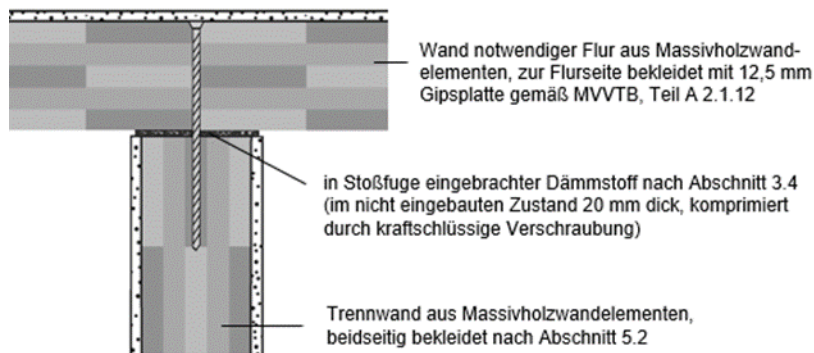 Wand notwendiger Flur aus Massivholzwand-
elementen, zur Flurseite bekleidet mit 12,5 mm
Gipsplatte gemäß MVVTB, Teil A 2.1.12
in Stoßfuge eingebrachter Dämmstoff nach Abschnitt 3.4
(im nicht eingebauten Zustand 20 mm dick, komprimiert
durch kraftschlüssige Verschraubung)
Trennwand aus Massivholzwandelementen,
beidseitig bekleidet nach Abschnitt 5.2